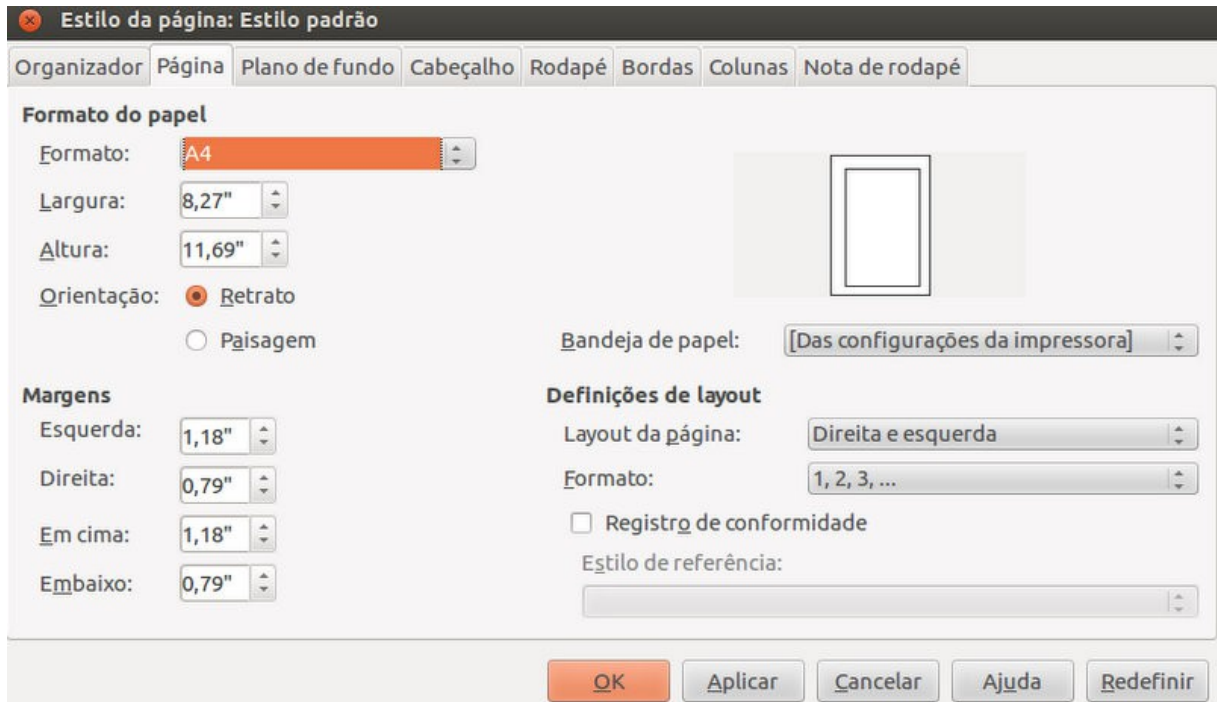 Estilo da página: Estilo padrão
Organizador Página Plano de fundo Cabeçalho Rodapé Bordas Colunas Nota de rodapé
Formato do papel
Formato: A4
Largura: 8,27"
Altura: 11,69"
Orientação: Retrato
Paisagem
Bandeja de papel: [Das configurações da impressora]
Margens
Esquerda: 1,18"
Direita: 0,79"
Em cima: 1,18"
Embaixo: 0,79"
Definições de layout
Layout da página: Direita e esquerda
Formato: 1, 2, 3, ...
Registro de conformidade
Estilo de referência:
OK Aplicar Cancelar Ajuda Redefinir